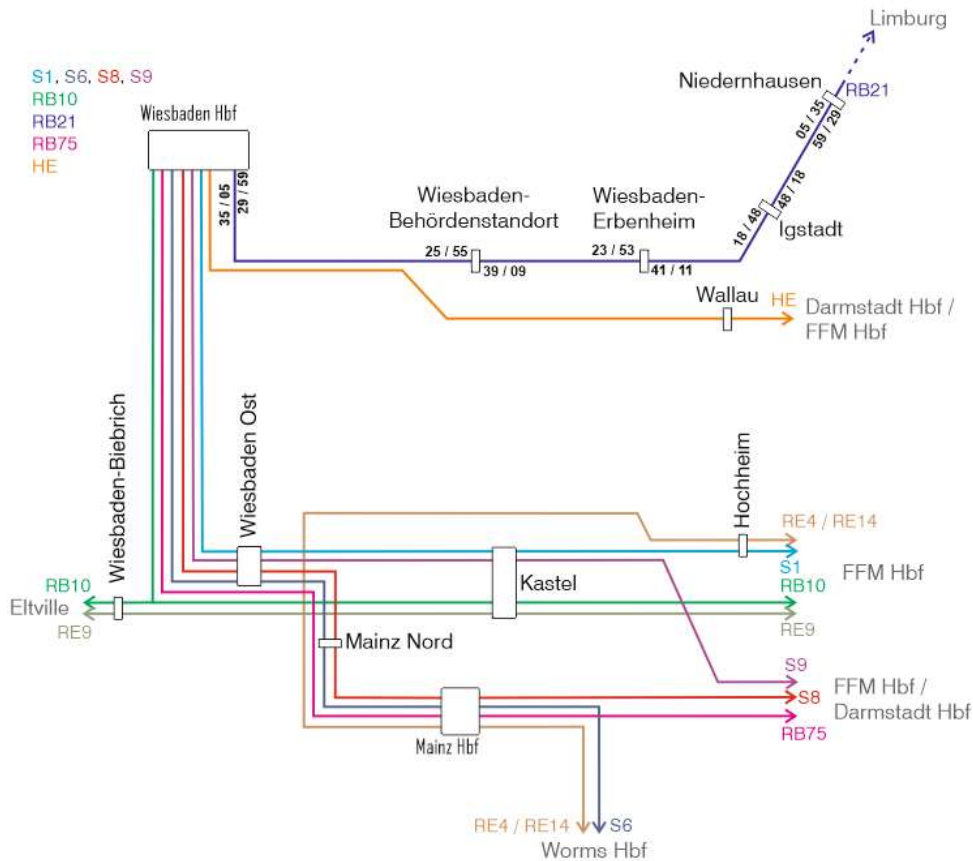 Limburg
S1, S6, S8, S9
RB10
RB21
RB75
HE
Wiesbaden Hbf
Niedernhausen
RB21
05 / 35
59 / 29
35 / 05
29 / 59
Wiesbaden-
Behördenstandort
25 / 55
39 / 09
Wiesbaden-
Erbenheim
23 / 53
41 / 11
18 / 48
48 / 18
Igstadt
Wallau
HE
Darmstadt Hbf /
FFM Hbf
Wiesbaden-Biebrich
Wiesbaden Ost
Hochheim
RE4 / RE14
S1
FFM Hbf
RB10
Eltville
RE9
Kastel
RB10
RE9
Mainz Nord
S9
S8
FFM Hbf /
Darmstadt Hbf
RB75
Mainz Hbf
RE4 / RE14
S6
Worms Hbf